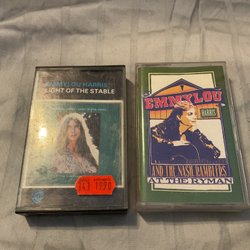 EMMYLOU HARRIS
LIGHT OF THE STABLE
EMMYLOU
HARRIS
AND THE NASH RAMBLERS
AT THE RYMAN